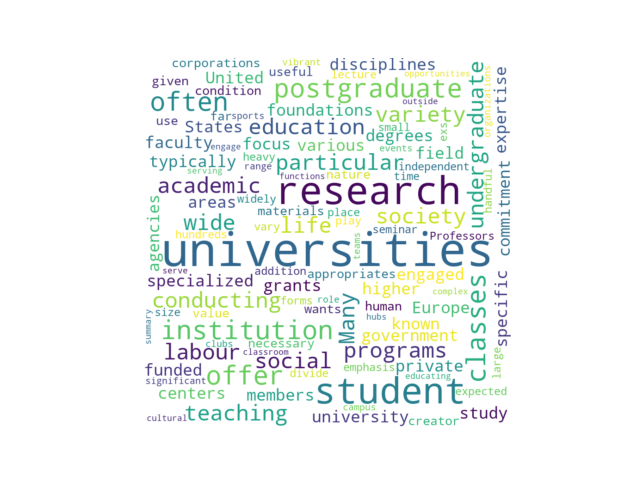 corporations vibrant disciplines
given United useful lecture opportunities
condition postgraduate
often foundations outside
use States far sports variety small exs
faculty engage education degrees events
typically heavy focus various field
range particular independent
serving functions nature time
academic research
areas widely materials place society
wide vary life play seminar Professors
hundreds teams
universities
serve addition appropriates engaged
specialized grants higher complex
conducting forms role wants human Europe
size value hubs known
institution Many government
summary clubs necessary
labour classroom social programs
funded offer divide emphasis private
significant student educating
centers members expected
cultural teaching campus university creator study
agencies
undergraduate
classes
organizations
handful
commitment expertise
specific
large